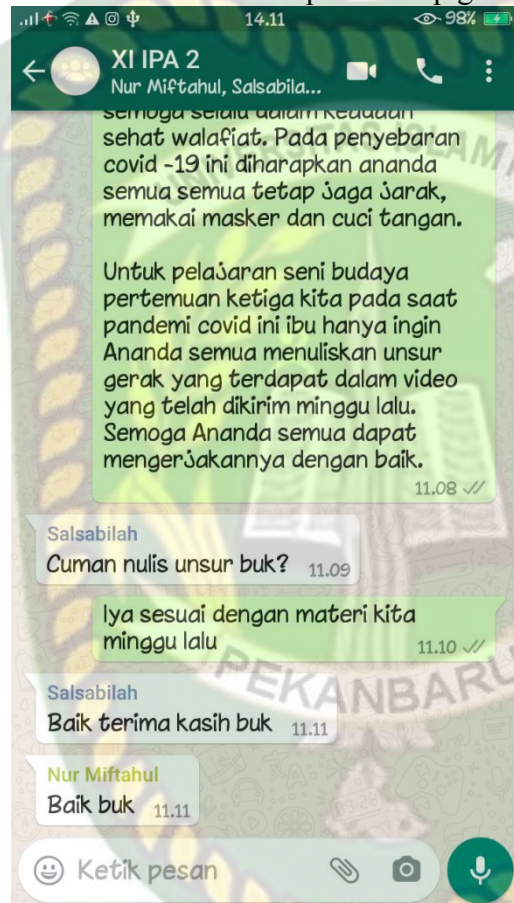 14.11
98%
XI IPA 2
Nur Miftahul, Salsabila...
semoga selalu dalam keadaan
sehat walafiat. Pada penyebaran
covid -19 ini diharapkan ananda
semua semua tetap jaga jarak,
memakai masker dan cuci tangan.
Untuk pelajaran seni budaya
pertemuan ketiga kita pada saat
pandemi covid ini ibu hanya ingin
Ananda semua menuliskan unsur
gerak yang terdapat dalam video
yang telah dikirim minggu lalu.
Semoga Ananda semua dapat
mengerjakannya dengan baik.
11.08
Salsabilah
Cuman nulis unsur buk? 11.09
Iya sesuai dengan materi kita
minggu lalu 11.10
PEKANBARU
Salsabilah
Baik terima kasih buk 11.11
Nur Miftahul
Baik buk 11.11
Ketik pesan